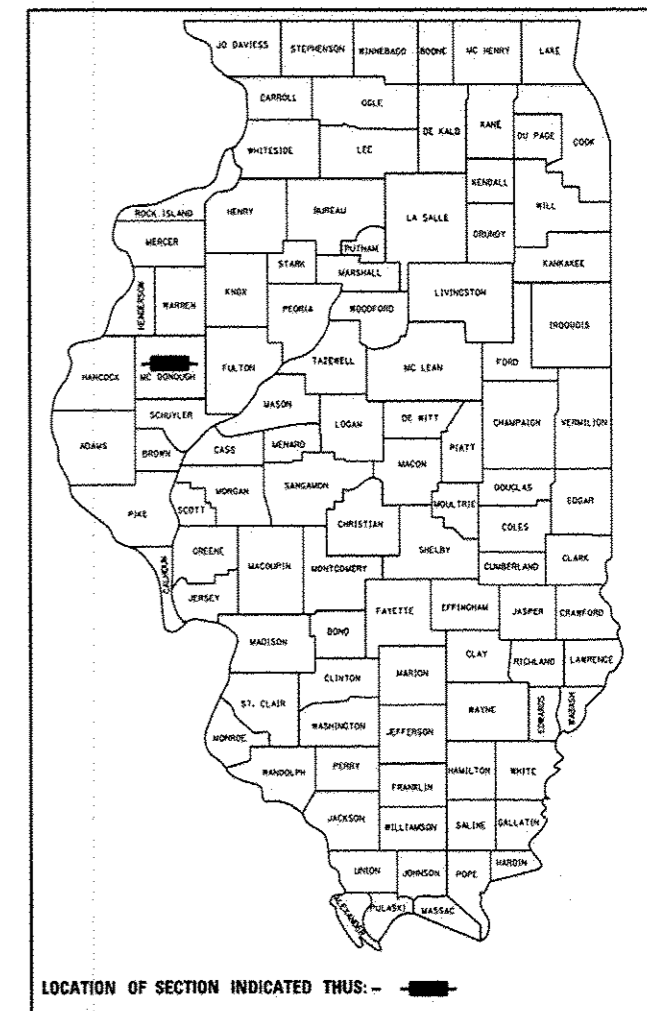 JO DAVIESS STEPHENSON WINNEBAGO BOONE MC HENRY LAKE
CARROLL OGLE
DE KALB KANE DU PAGE COOK
WHITESIDE LEE
KENDALL
ROCK ISLAND HENRY BUREAU LA SALLE WILL
GRUNDY
MERCER PUTNAM
STARK MARSHALL KANKAKEE
HENDERSON WARREN KNOX LIVINGSTON
PEORIA WOODFORD IROQUOIS
HANCOCK MC DONOUGH FULTON TAZEWELL MC LEAN FORD
SCHUYLER MASON
LOGAN DE WITT CHAMPAIGN VERMILION
ADAMS BROWN CASS MENARD PIATT
MACON
MORGAN SANGAMON DOUGLAS
PIKE SCOTT MOULTRIE EDGAR
CHRISTIAN COLES
GREENE SHELBY
CALHOUN MACOUPIN MONTGOMERY CUMBERLAND CLARK
JERSEY
FAYETTE EFFINGHAM JASPER CRAWFORD
MADISON BOND
CLAY RICHLAND LAWRENCE
CLINTON MARION
ST. CLAIR WAYNE EDWARDS WABASH
WASHINGTON JEFFERSON
MONROE
RANDOLPH PERRY HAMILTON WHITE
FRANKLIN
JACKSON WILLIAMSON SALINE GALLATIN
UNION JOHNSON POPE HARDIN
ALEXANDER PULASKI MASSAC
LOCATION OF SECTION INDICATED THUS: -